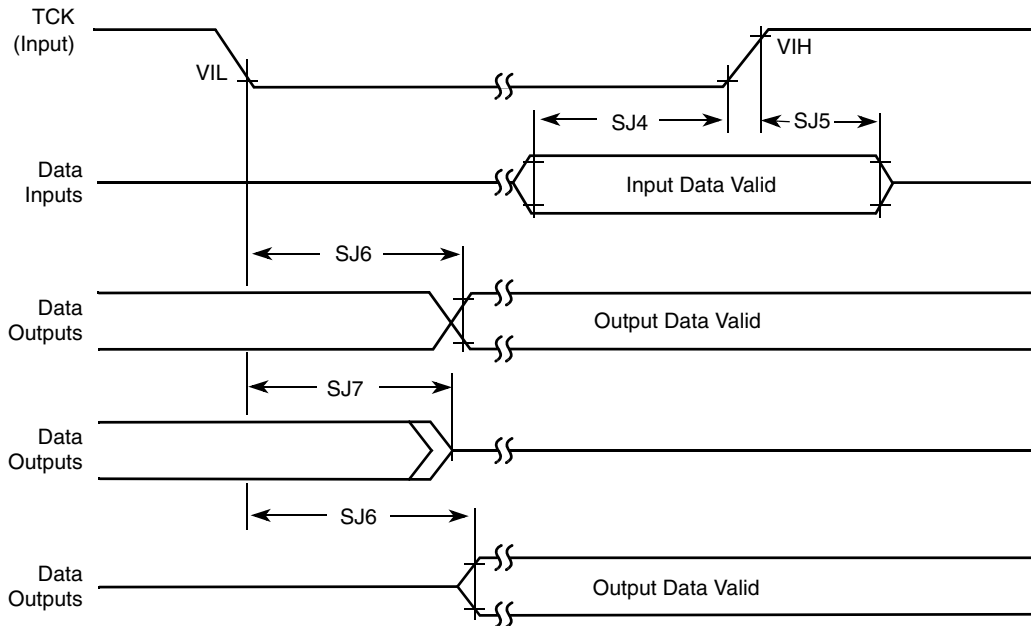 TCK
(Input)
VIL
VIH
SJ4
SJ5
Data
Inputs
Input Data Valid
SJ6
Data
Outputs
Output Data Valid
SJ7
Data
Outputs
SJ6
Data
Outputs
Output Data Valid